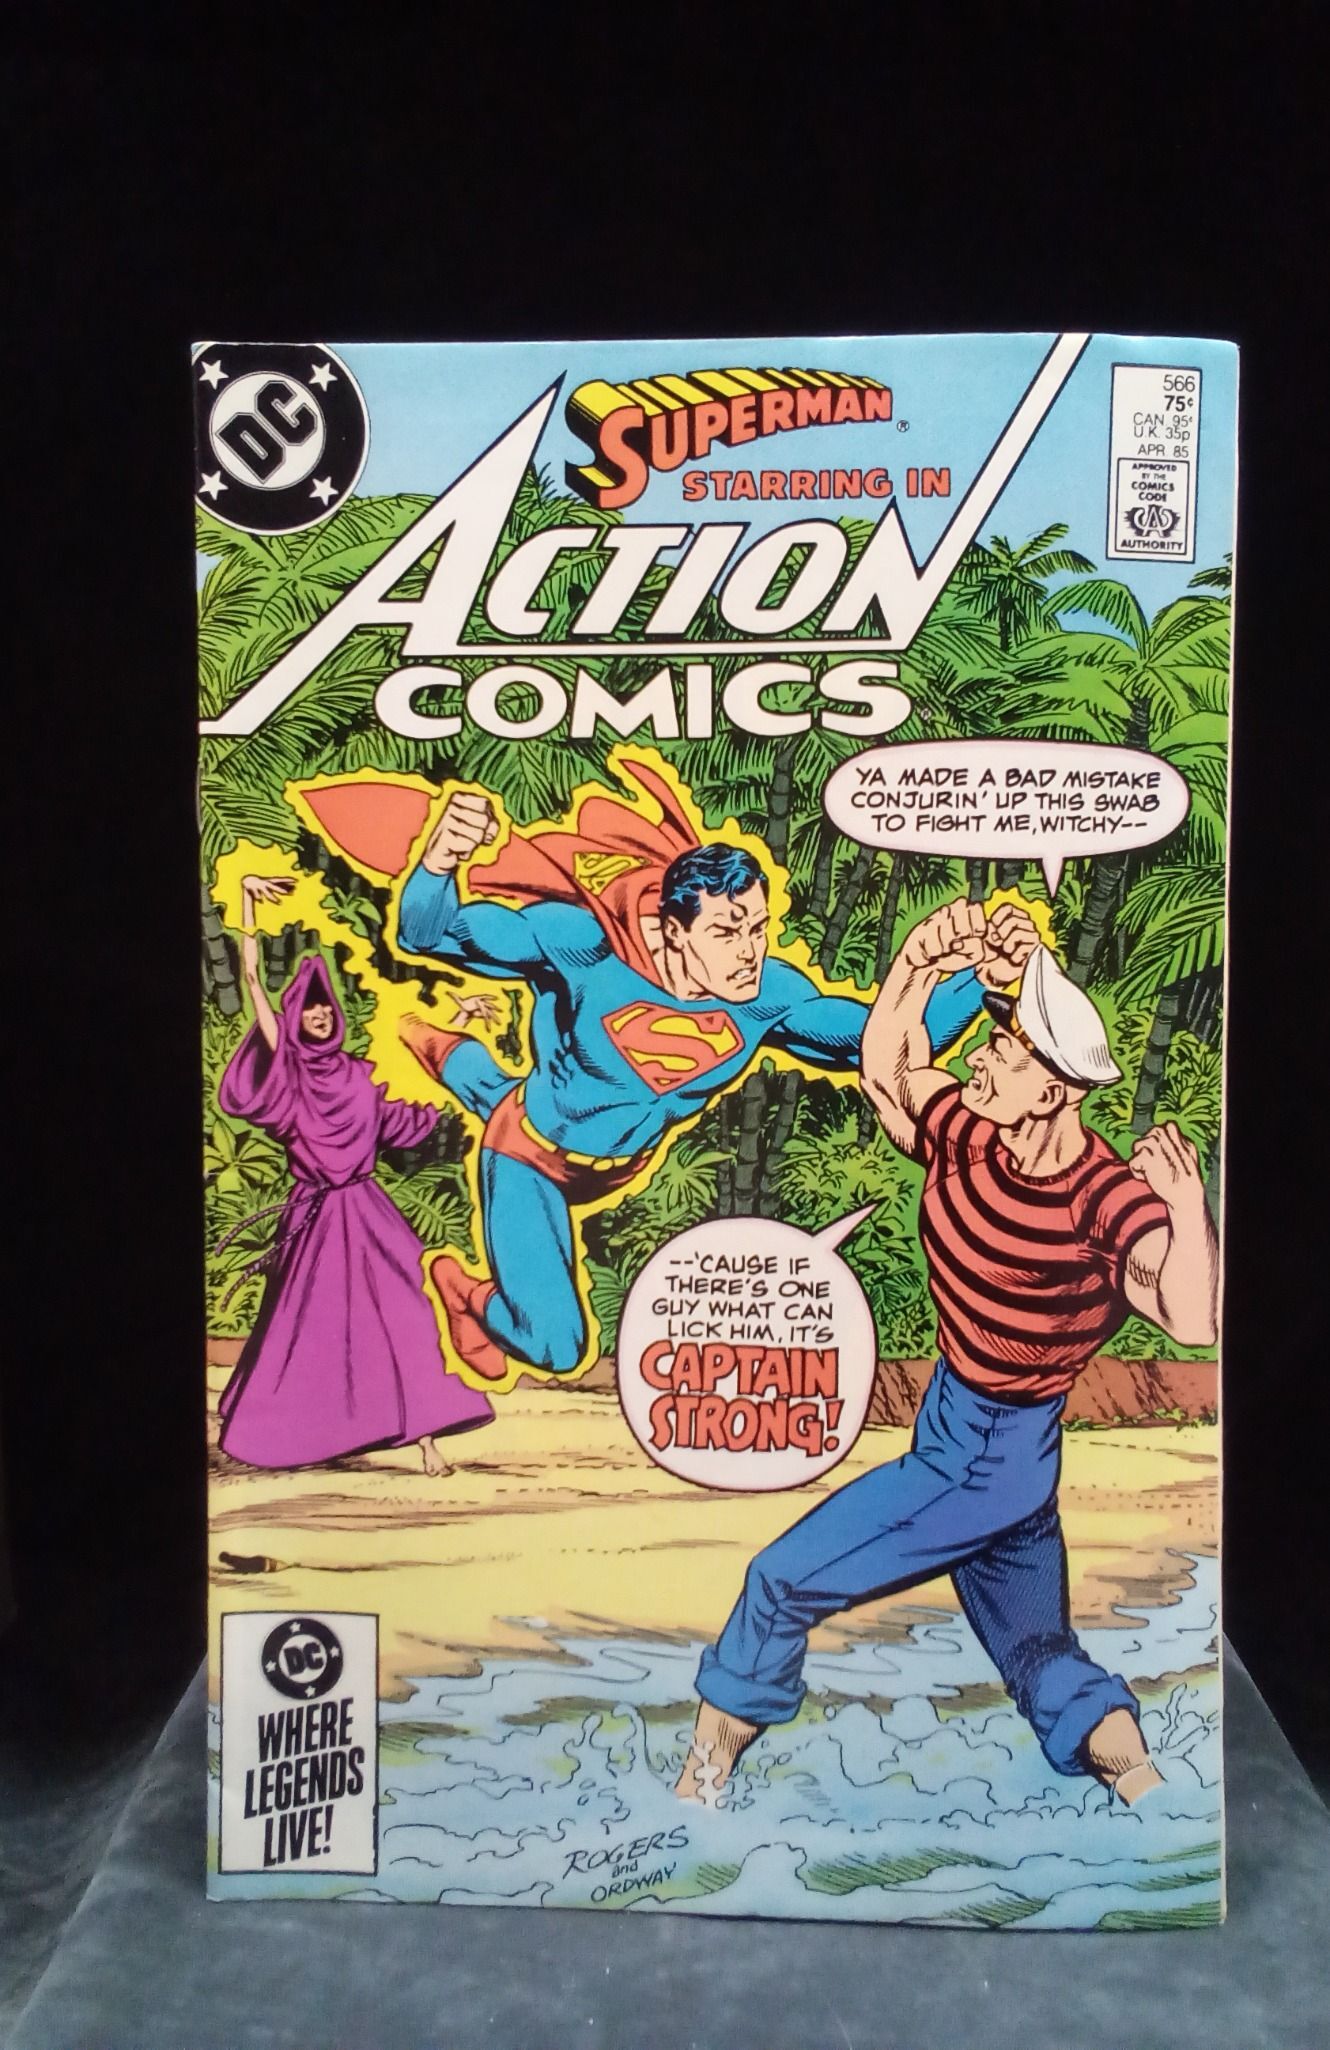 DC
SUPERMAN®
STARRING IN
ACTION
COMICS
566
75¢
CAN. 95¢
U.K. 35p
APR. 85
APPROVED
BY THE
COMICS
CODE
AUTHORITY
YA MADE A BAD MISTAKE
CONJURIN' UP THIS SWAB
TO FIGHT ME, WITCHY--
S
--'CAUSE IF
THERE'S ONE
GUY WHAT CAN
LICK HIM, IT'S
CAPTAIN
STRONG!
DC
WHERE
LEGENDS
LIVE!
ROGERS
and
ORDWAY